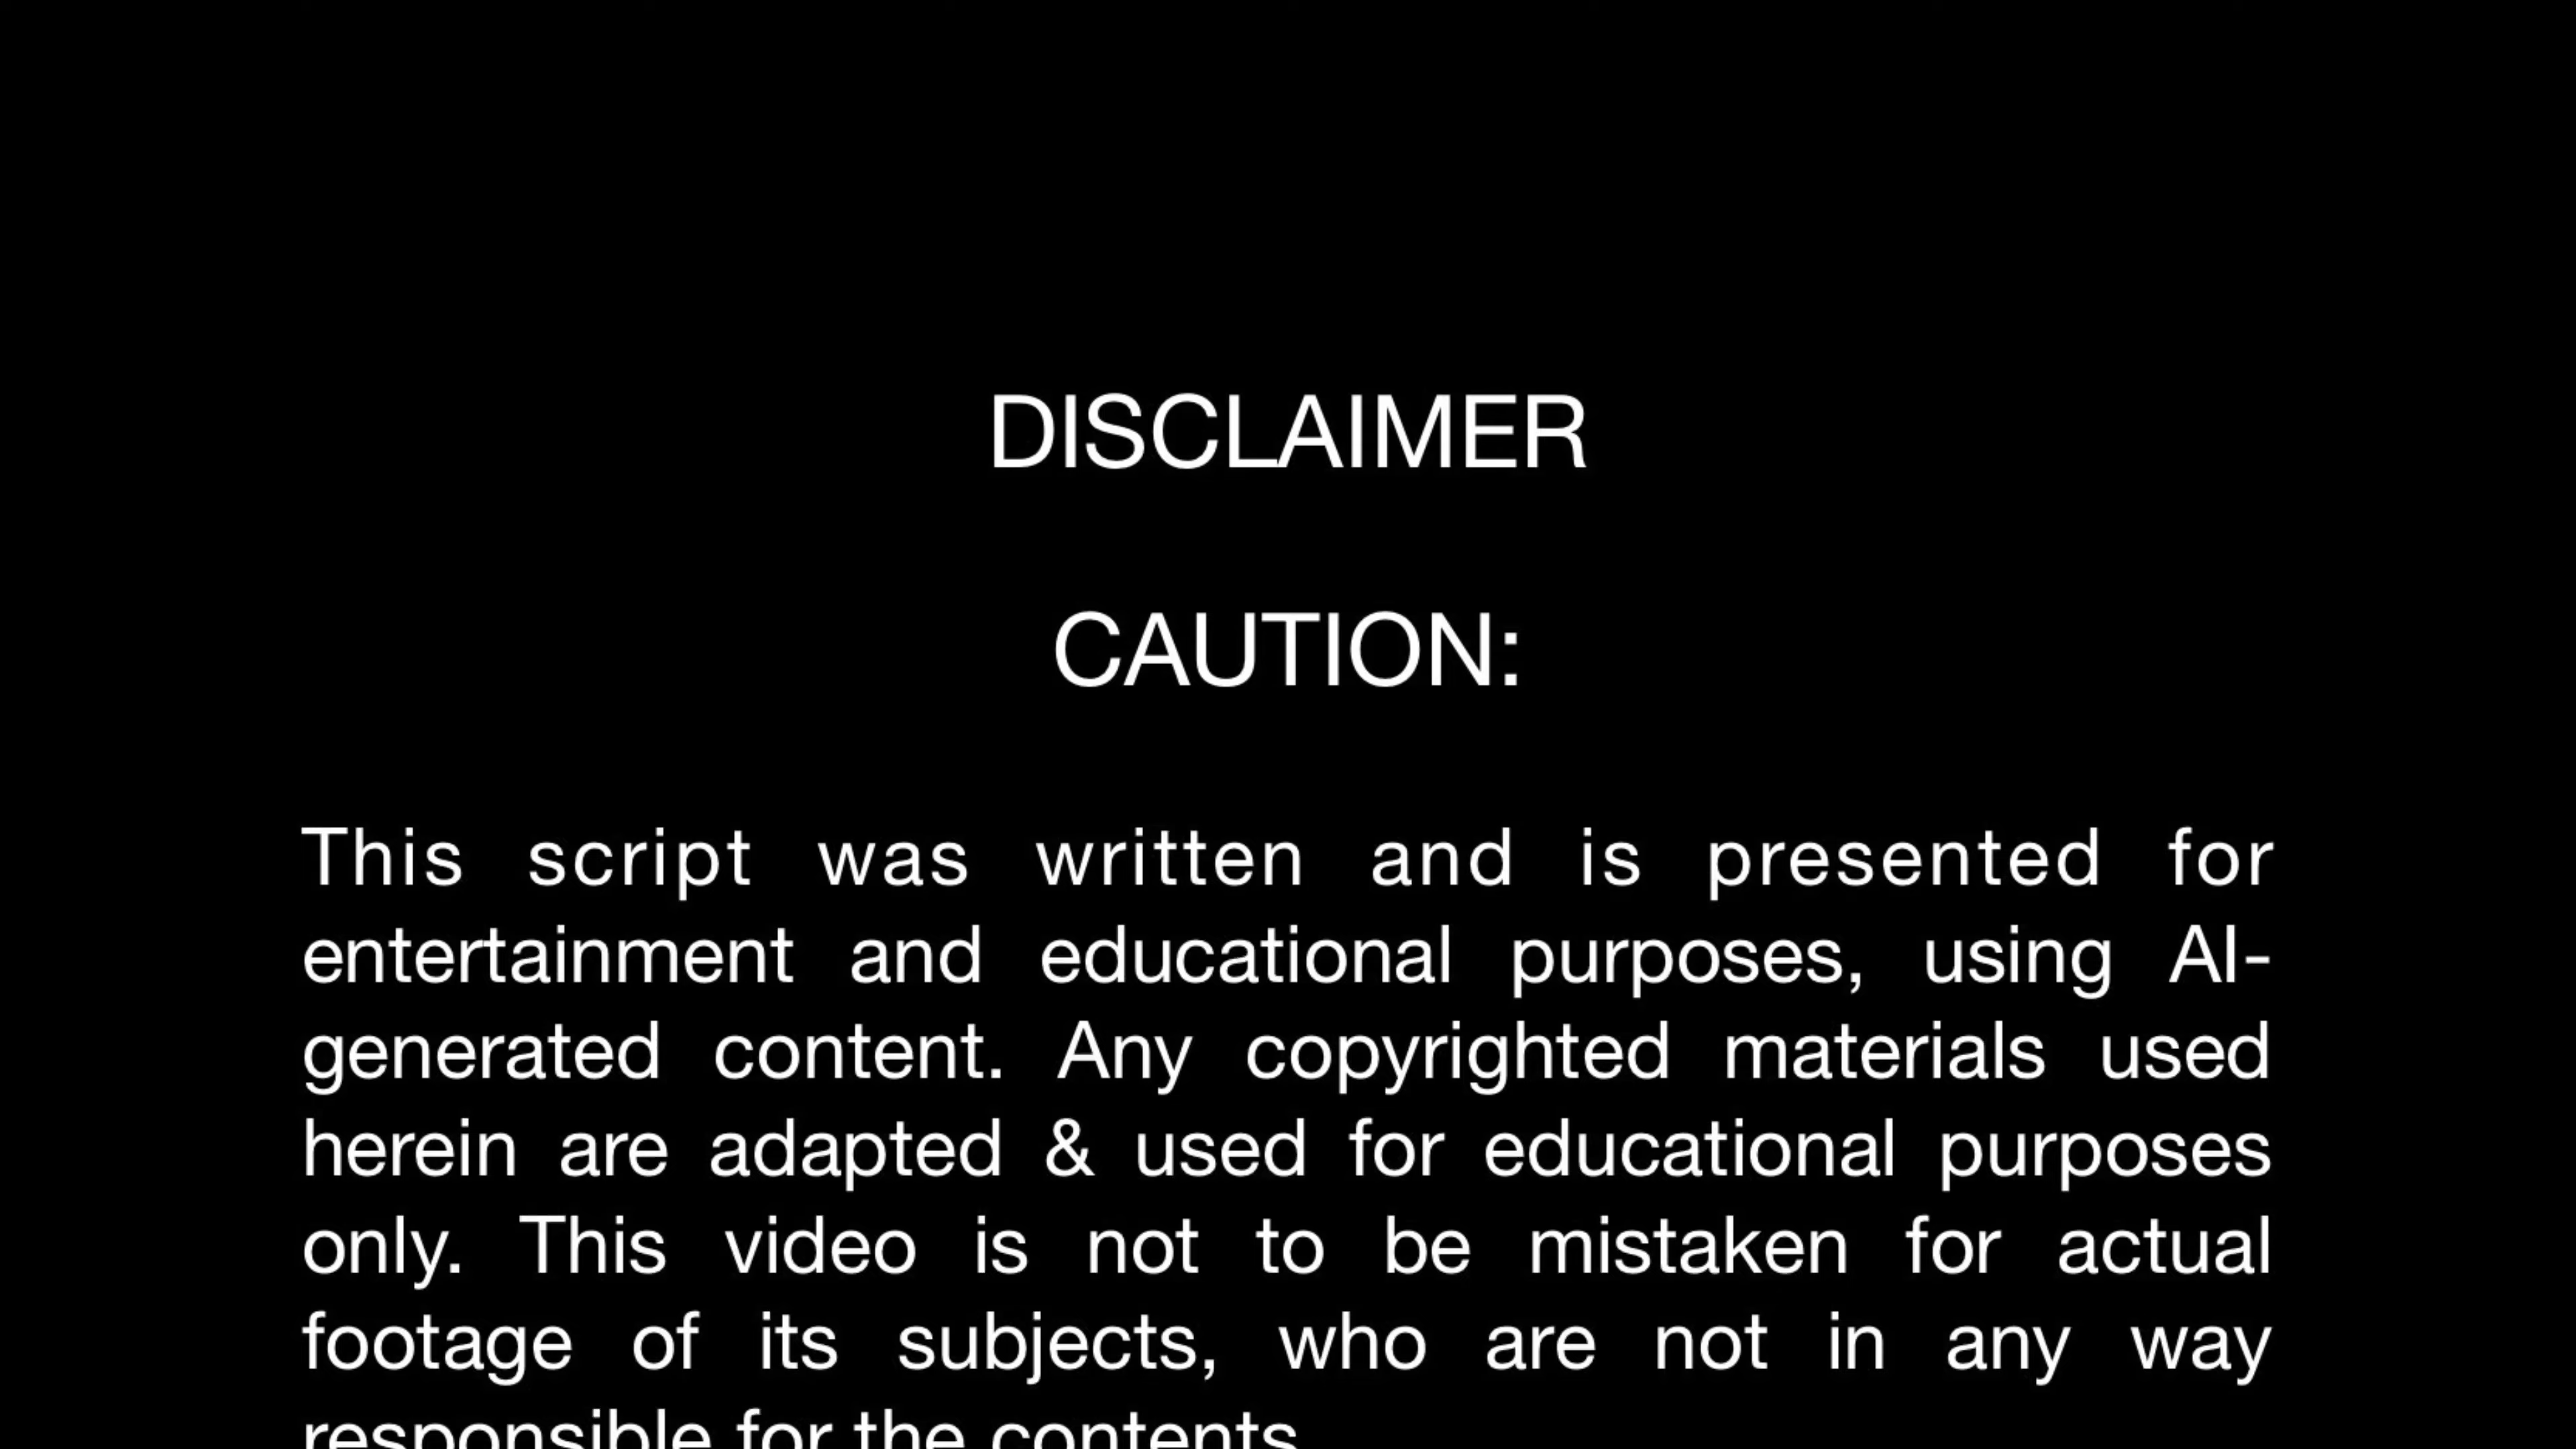 DISCLAIMER
CAUTION:
This script was written and is presented for
entertainment and educational purposes, using AI-
generated content. Any copyrighted materials used
herein are adapted & used for educational purposes
only. This video is not to be mistaken for actual
footage of its subjects, who are not in any way
responsible for the contents